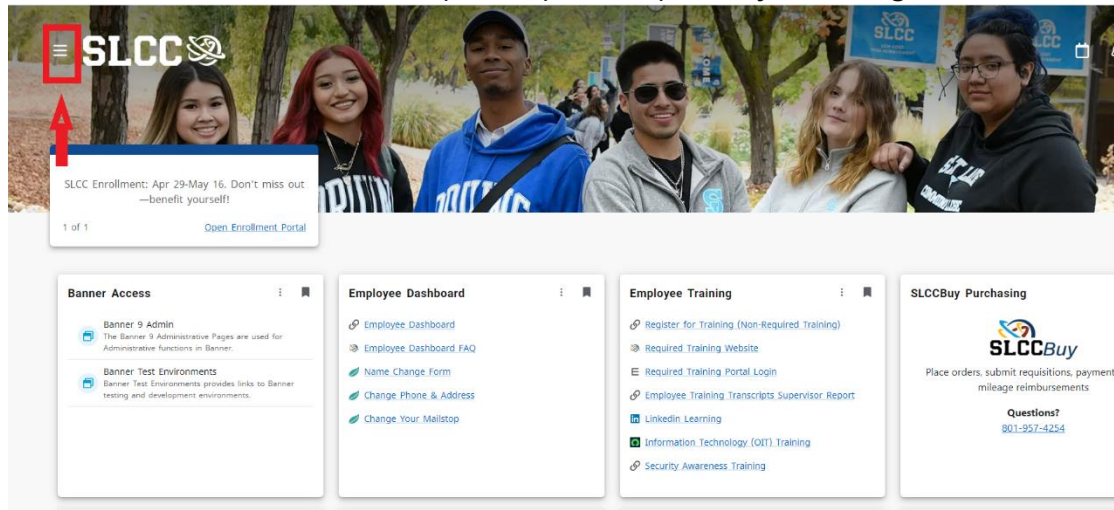 SLCC
SLCC
SLCC Enrollment: Apr 29-May 16. Don't miss out
—benefit yourself!
1 of 1 Open Enrollment Portal
Banner Access
Banner 9 Admin
The Banner 9 Administrative Pages are used for
Administrative functions in Banner.
Banner Test Environments
Banner Test Environments provides links to Banner
testing and development environments.
Employee Dashboard
Employee Dashboard
Employee Dashboard FAQ
Name Change Form
Change Phone & Address
Change Your Mailstop
Employee Training
Register for Training (Non-Required Training)
Required Training Website
Required Training Portal Login
Employee Training Transcripts Supervisor Report
Linkedin Learning
Information Technology (OIT) Training
Security Awareness Training
SLCCBuy Purchasing
SLCCBuy
Place orders, submit requisitions, payment
mileage reimbursements
Questions?
801-957-4254